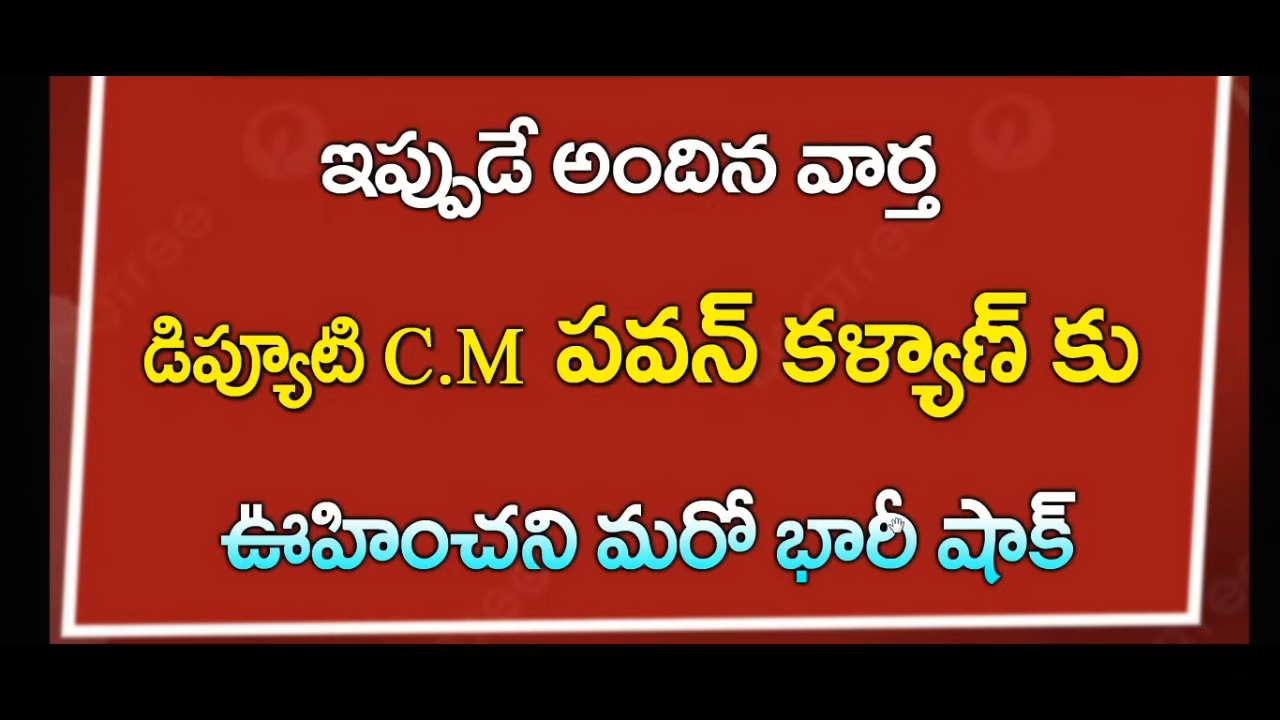 ఇప్పుడే అందిన వార్త
డిప్యూటి C.M పవన్ కళ్యాణ్ కు
ఊహించని మరో భారీ షాక్